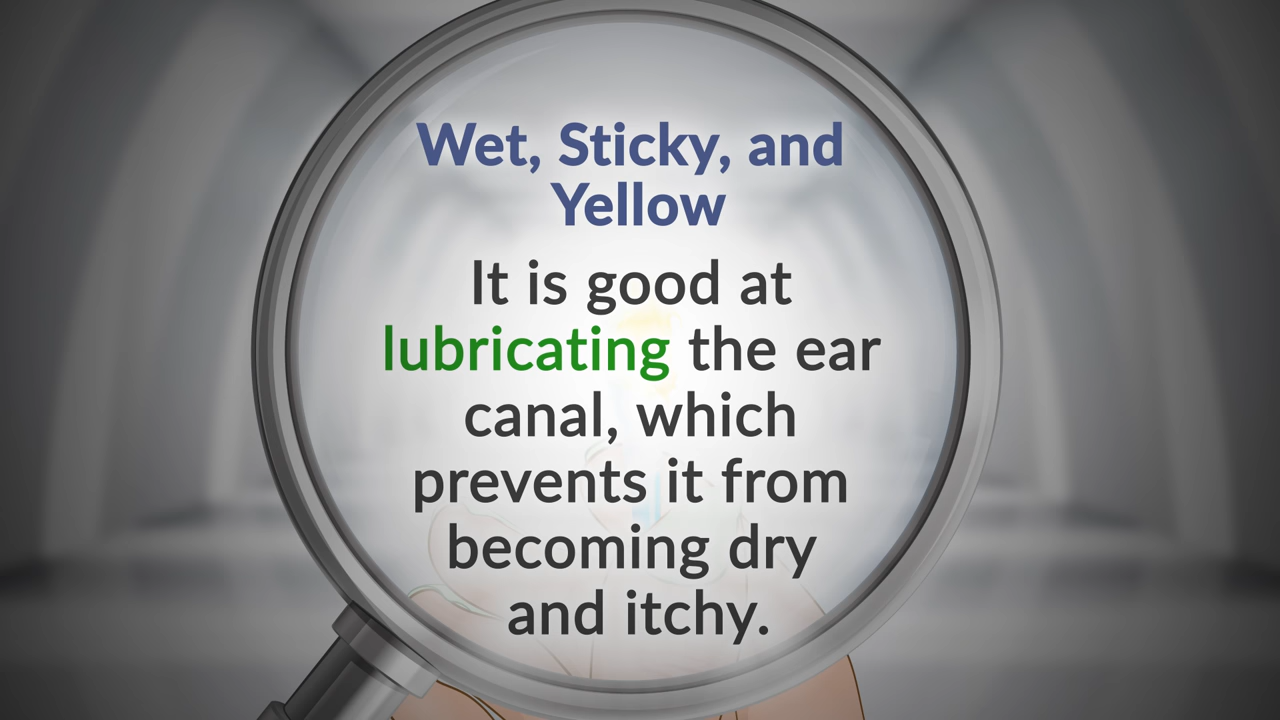 Wet, Sticky, and
Yellow
It is good at
lubricating the ear
canal, which
prevents it from
becoming dry
and itchy.